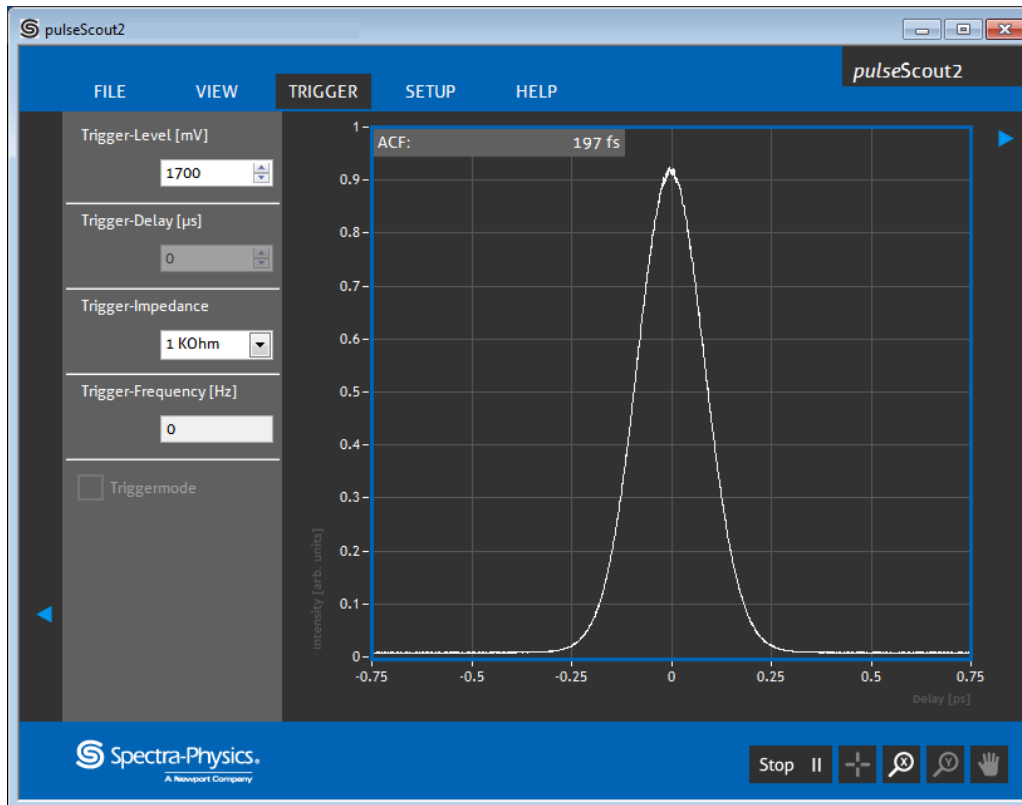 pulseScout2
pulseScout2
FILE VIEW TRIGGER SETUP HELP
Trigger-Level [mV]
1700
Trigger-Delay [µs]
0
Trigger-Impedance
1 KOhm
Trigger-Frequency [Hz]
0
Triggermode
ACF: 197 fs
1
0.9
0.8
0.7
0.6
0.5
0.4
0.3
0.2
0.1
0
Intensity [arb. units]
-0.75 -0.5 -0.25 0 0.25 0.5 0.75
Delay [ps]
Spectra-Physics®
A Newport Company
Stop
X
Y